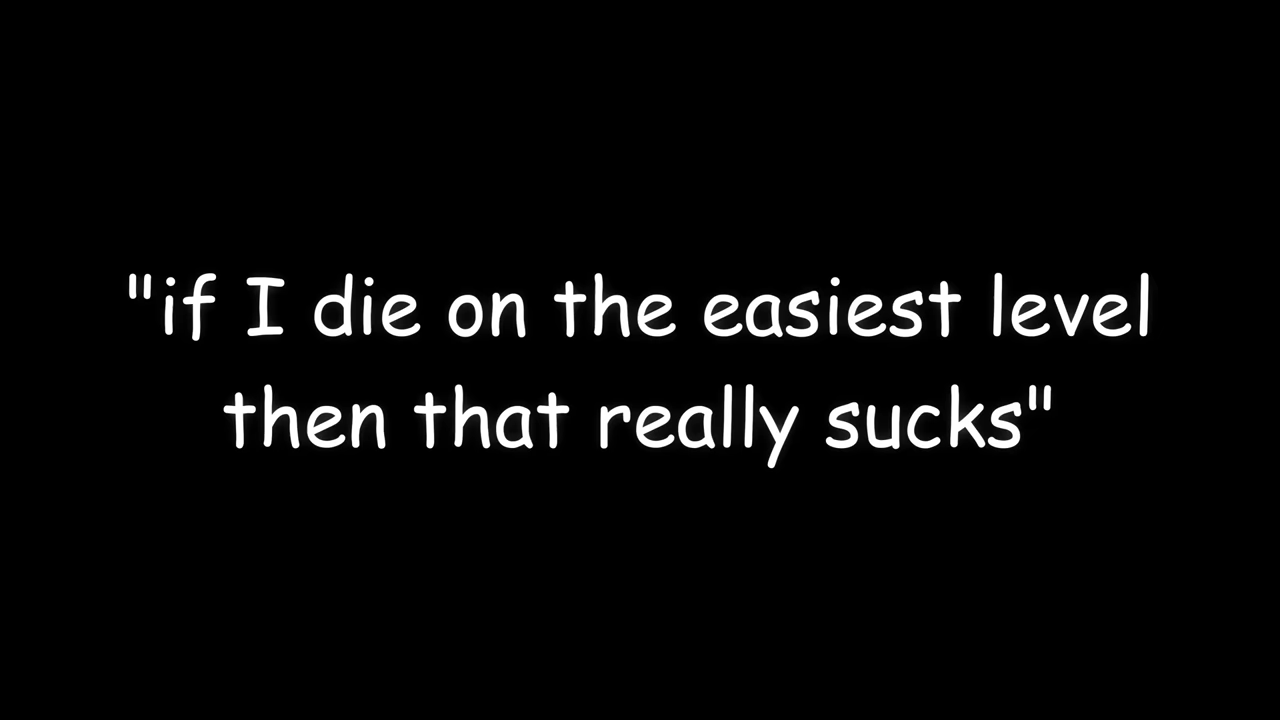 "if I die on the easiest level
then that really sucks"